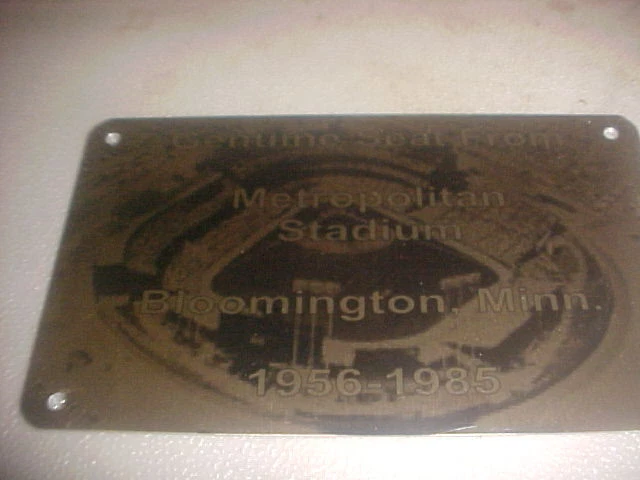 Genuine Seat From
Metropolitan
Stadium
Bloomington, Minn.
1956-1985